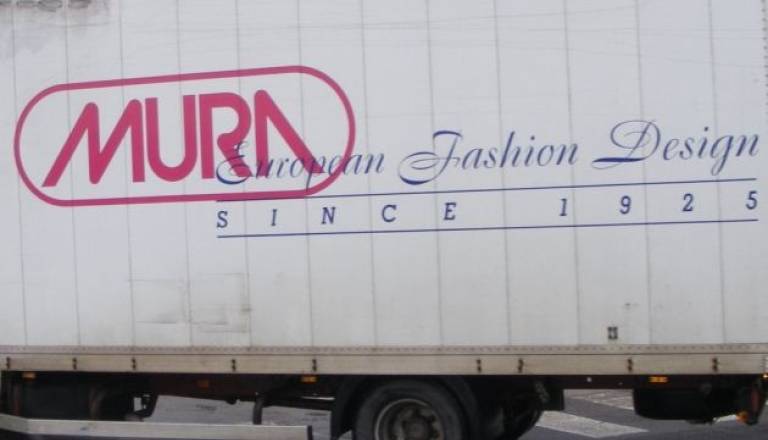 MURA
European Fashion Design
SINCE 1925